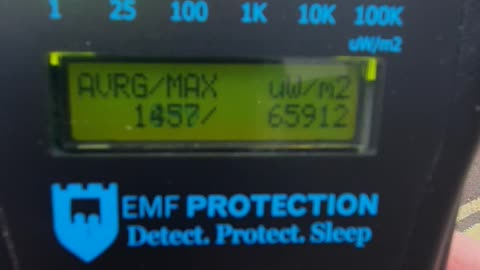 1 25 100 1K 10K 100K
uW/m2
AVRG/MAX uW/m2
1457/ 65912
EMF PROTECTION
Detect. Protect. Sleep